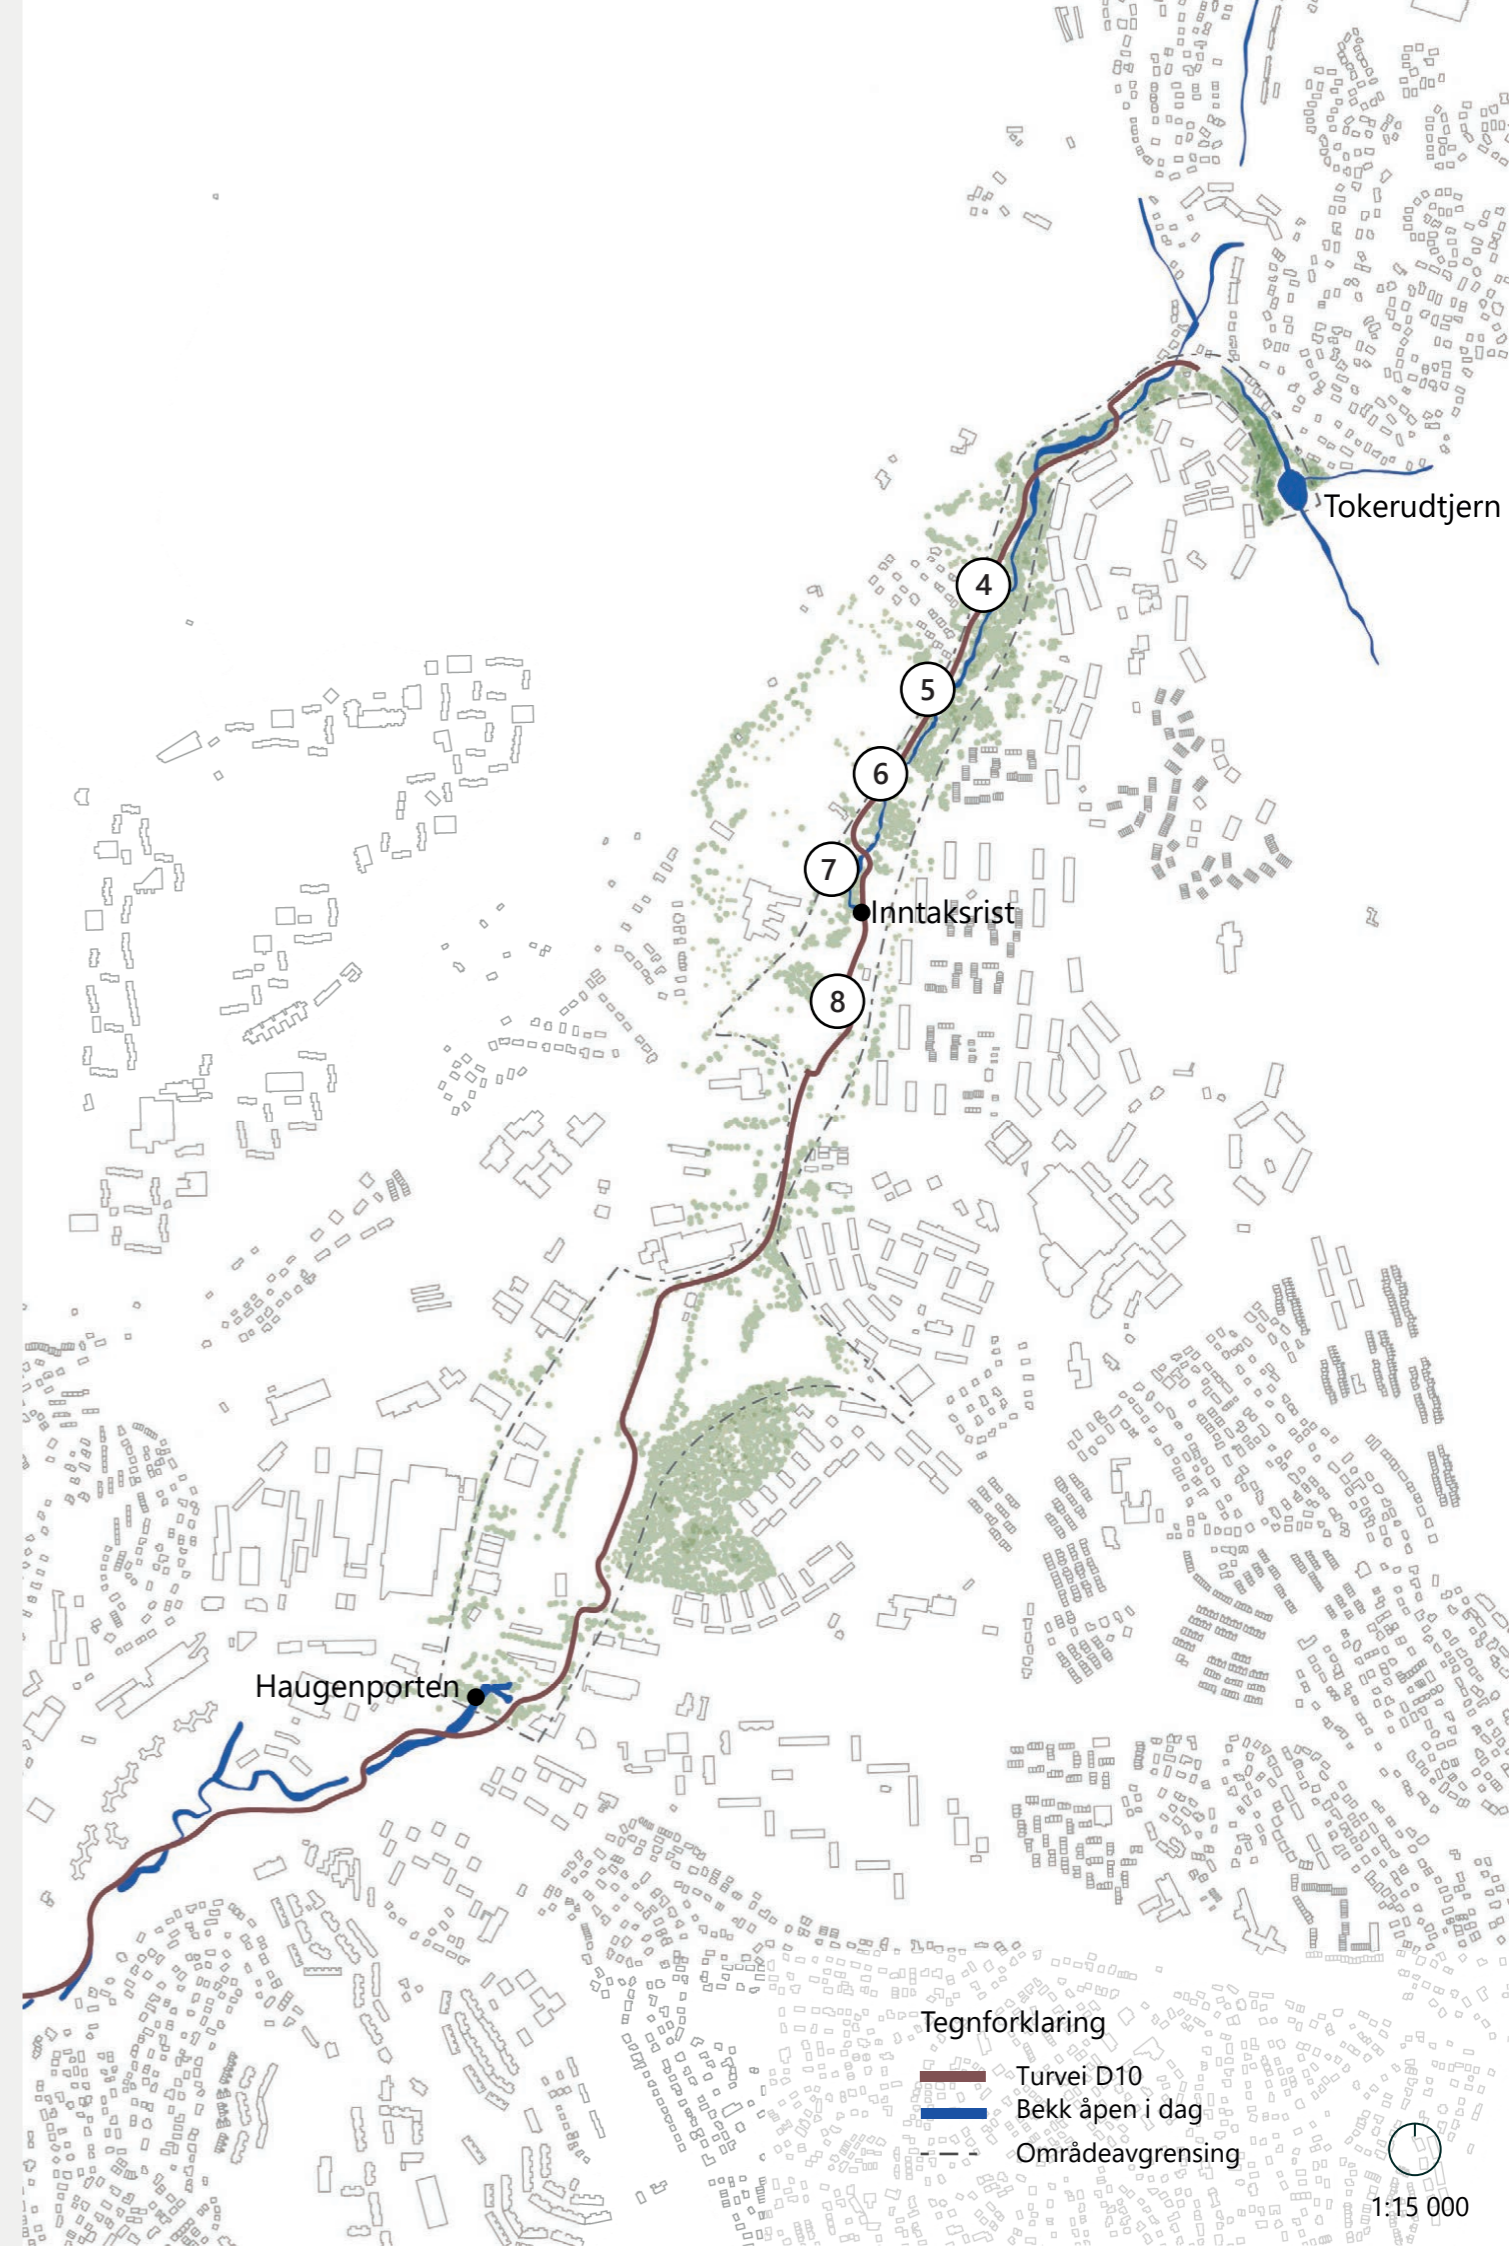 Tokerudtjern
4
5
6
7
Inntaksrist
8
Haugenporten
Tegnforklaring
Turvei D10
Bekk åpen i dag
Områdeavgrensing
1:15 000